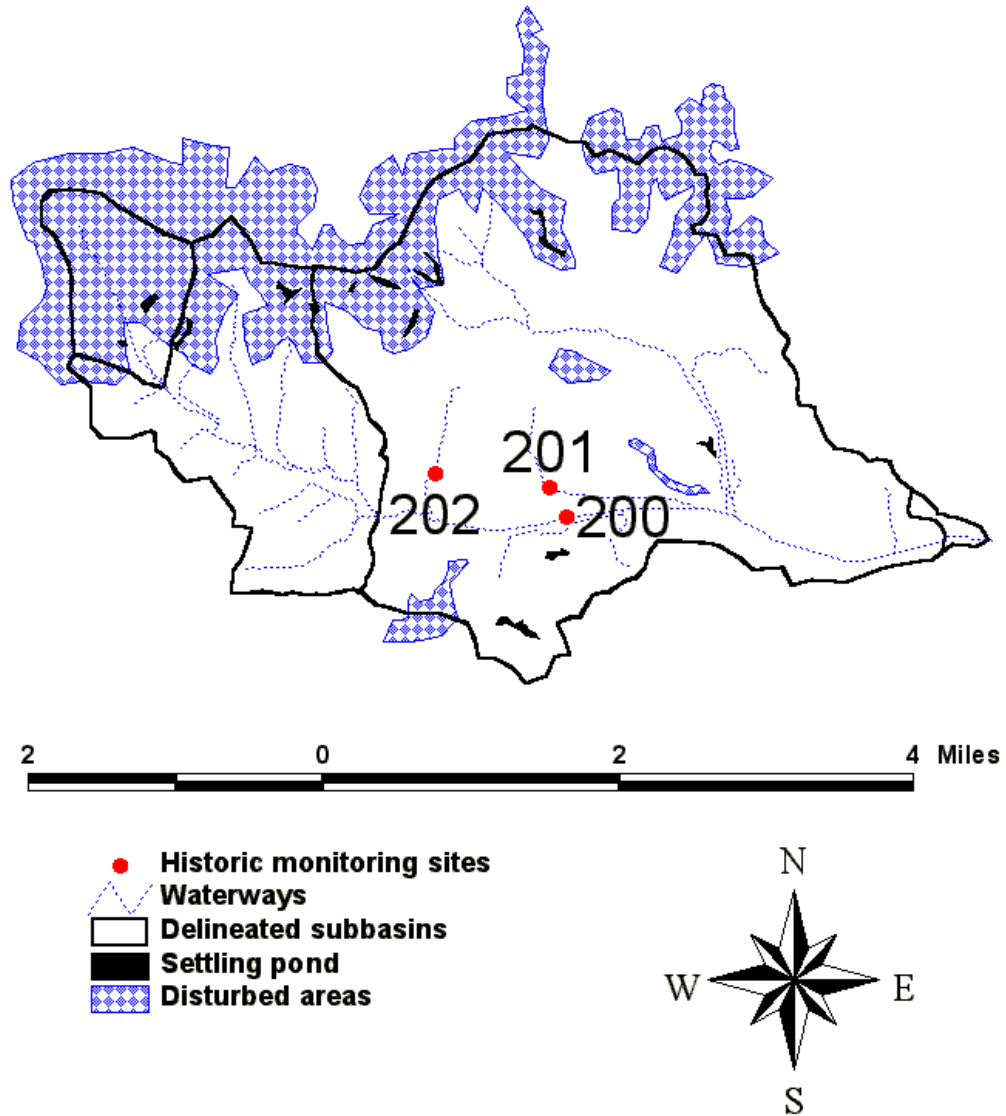 201
202
200
2 0 2 4 Miles
Historic monitoring sites
Waterways
Delineated subbasins
Settling pond
Disturbed areas
N
W E
S